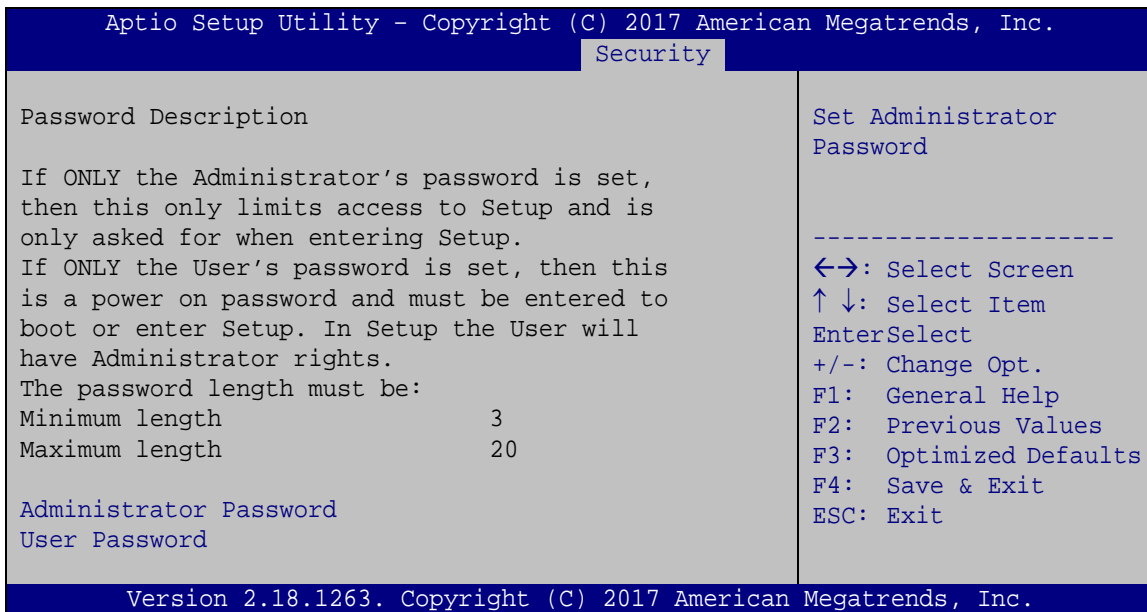 Aptio Setup Utility – Copyright (C) 2017 American Megatrends, Inc.
Security
Password Description
If ONLY the Administrator’s password is set,
then this only limits access to Setup and is
only asked for when entering Setup.
If ONLY the User’s password is set, then this
is a power on password and must be entered to
boot or enter Setup. In Setup the User will
have Administrator rights.
The password length must be:
Minimum length 3
Maximum length 20
Administrator Password
User Password
Set Administrator
Password
---------------------
←→: Select Screen
↑ ↓: Select Item
EnterSelect
+/-: Change Opt.
F1: General Help
F2: Previous Values
F3: Optimized Defaults
F4: Save & Exit
ESC: Exit
Version 2.18.1263. Copyright (C) 2017 American Megatrends, Inc.